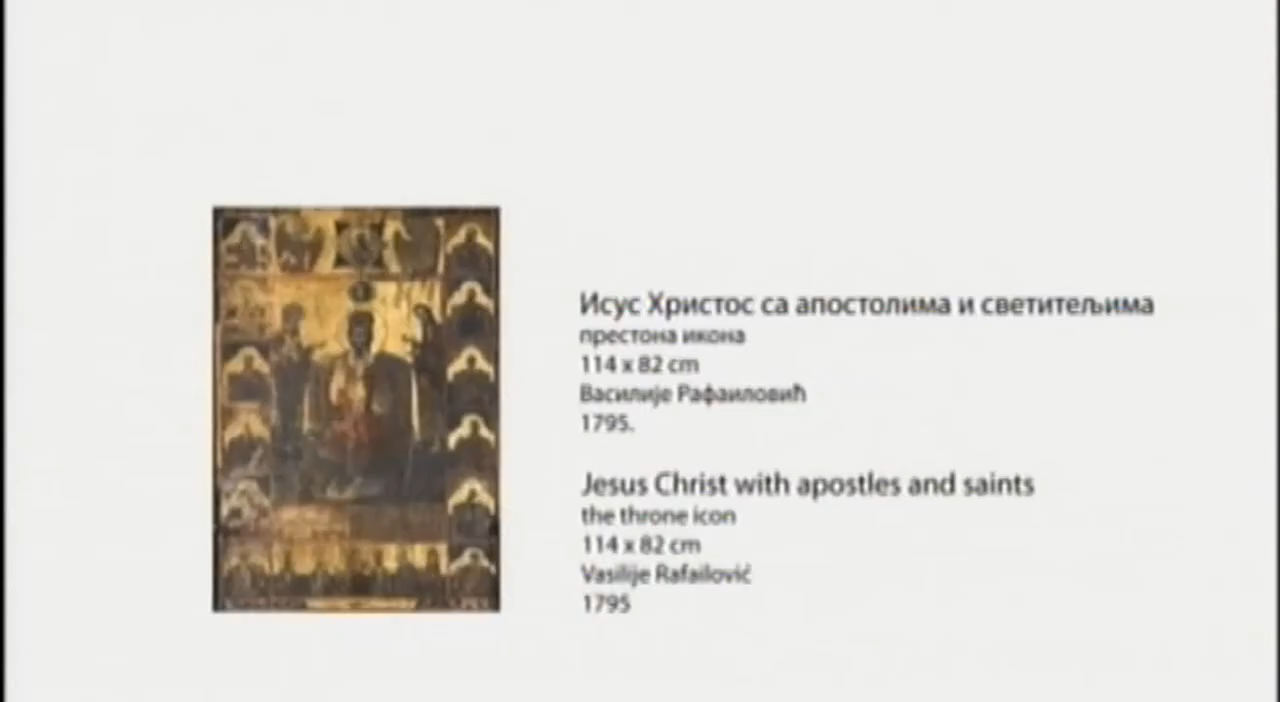 Исус Христос са апостолима и светитељима
престона икона
114 x 82 cm
Василије Рафаиловић
1795.
Jesus Christ with apostles and saints
the throne icon
114 x 82 cm
Vasilije Rafailović
1795